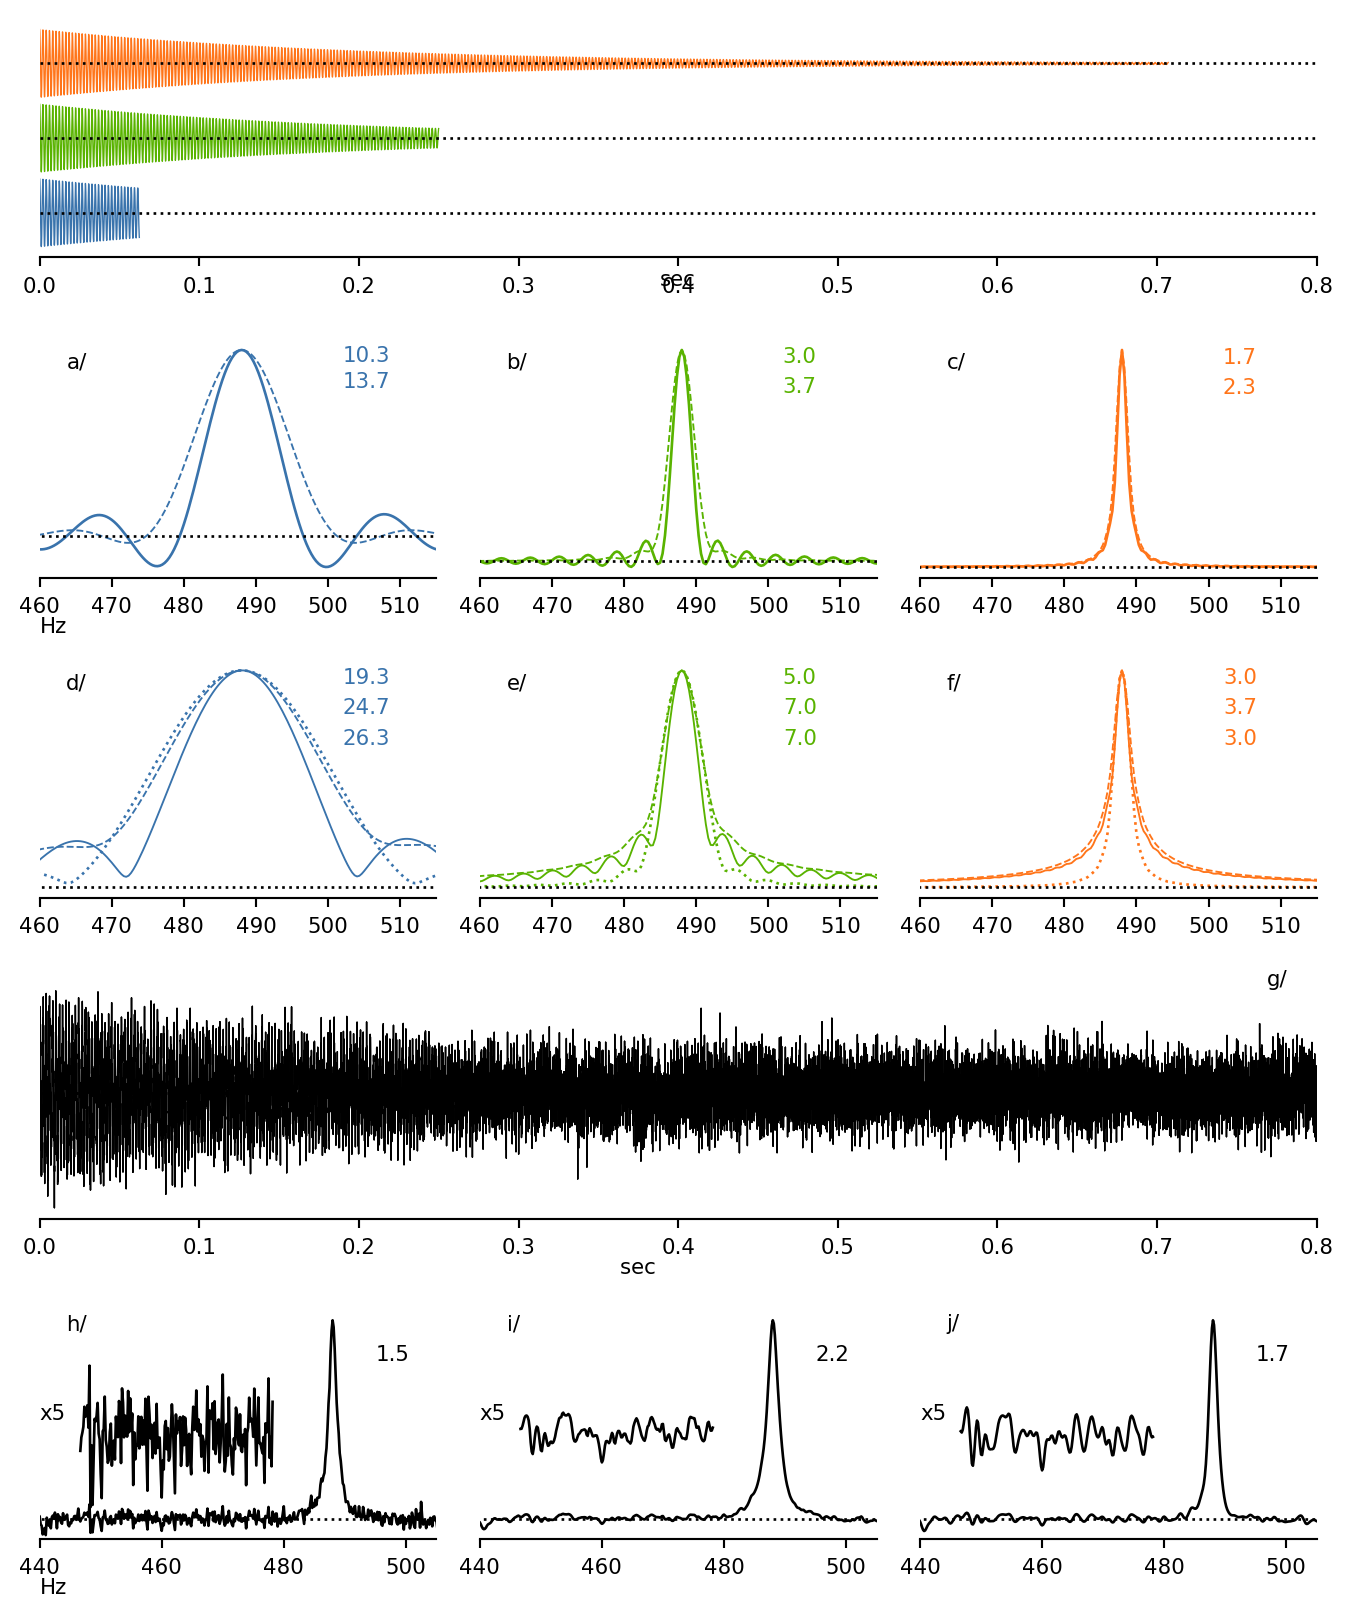 0.0 0.1 0.2 0.3 0.4 0.5 0.6 0.7 0.8
sec
a/ 10.3
13.7
b/ 3.0
3.7
c/ 1.7
2.3
460 470 480 490 500 510
Hz
460 470 480 490 500 510
460 470 480 490 500 510
d/ 19.3
24.7
26.3
e/ 5.0
7.0
7.0
f/ 3.0
3.7
3.0
460 470 480 490 500 510
460 470 480 490 500 510
460 470 480 490 500 510
g/
0.0 0.1 0.2 0.3 0.4 0.5 0.6 0.7 0.8
sec
h/
1.5
x5
i/
2.2
x5
j/
1.7
x5
440 460 480 500
Hz
440 460 480 500
440 460 480 500